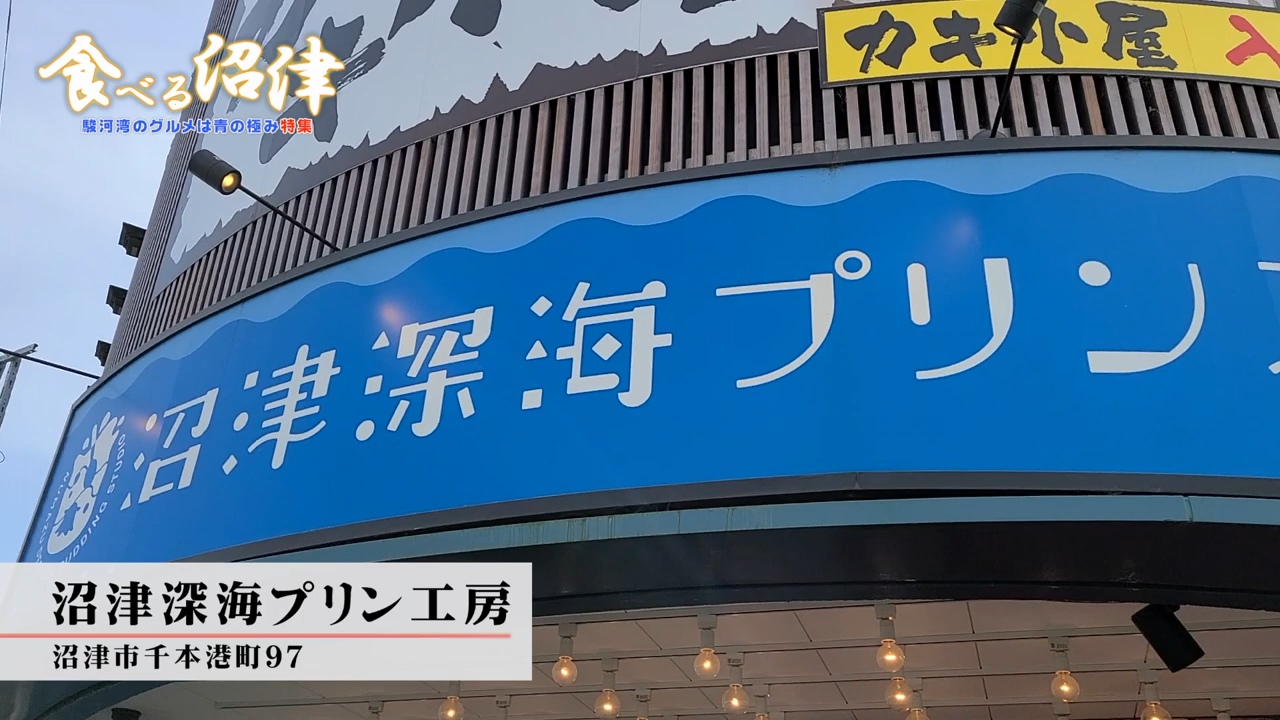 食べる沼津
駿河湾のグルメは青の極み特集
カキ小屋
沼津深海プリン
PUDDING STUDIO
沼津深海プリン工房
沼津市千本港町97